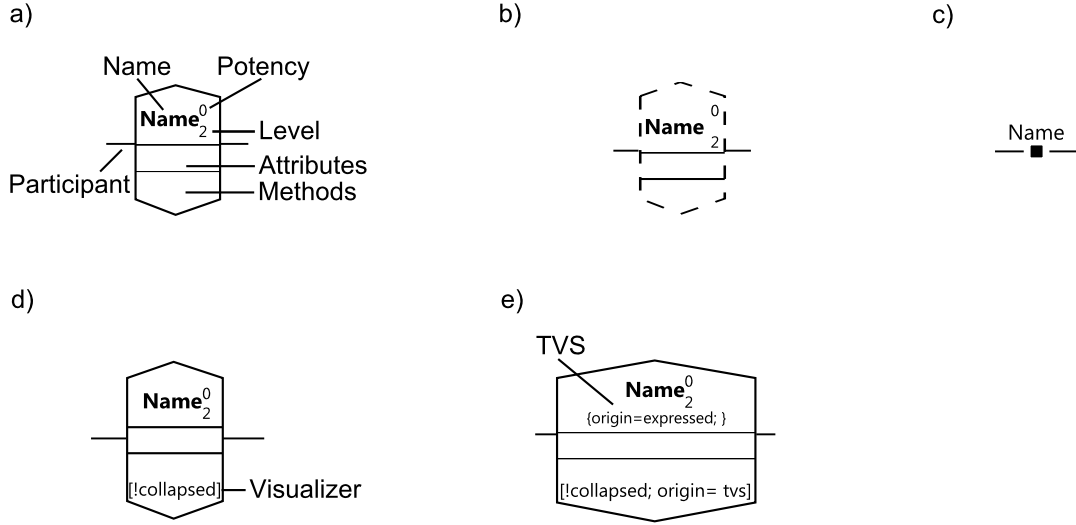 a)
b)
c)
Name
Potency
Name 0
2
Level
Attributes
Participant
Methods
Name 0
2
Name
d)
e)
Name 0
2
[!collapsed]
Visualizer
TVS
Name 0
2
{origin=expressed; }
[!collapsed; origin= tvs]